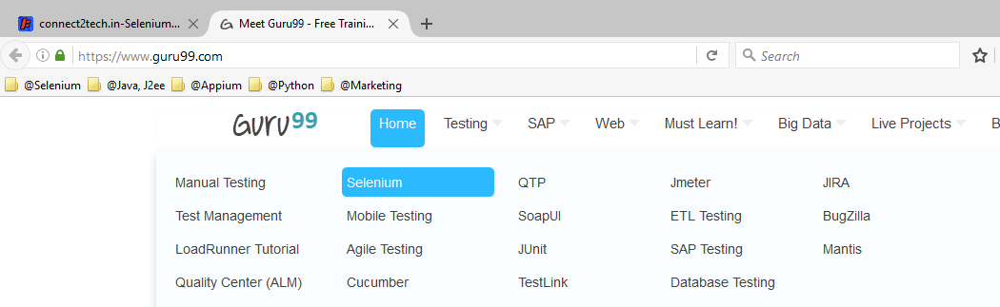 connect2tech.in-Selenium... Meet Guru99 - Free Traini...
https://www.guru99.com Search
@Selenium @Java, J2ee @Appium @Python @Marketing
Guru99 Home Testing SAP Web Must Learn! Big Data Live Projects B
Manual Testing Selenium QTP Jmeter JIRA
Test Management Mobile Testing SoapUI ETL Testing BugZilla
LoadRunner Tutorial Agile Testing JUnit SAP Testing Mantis
Quality Center (ALM) Cucumber TestLink Database Testing